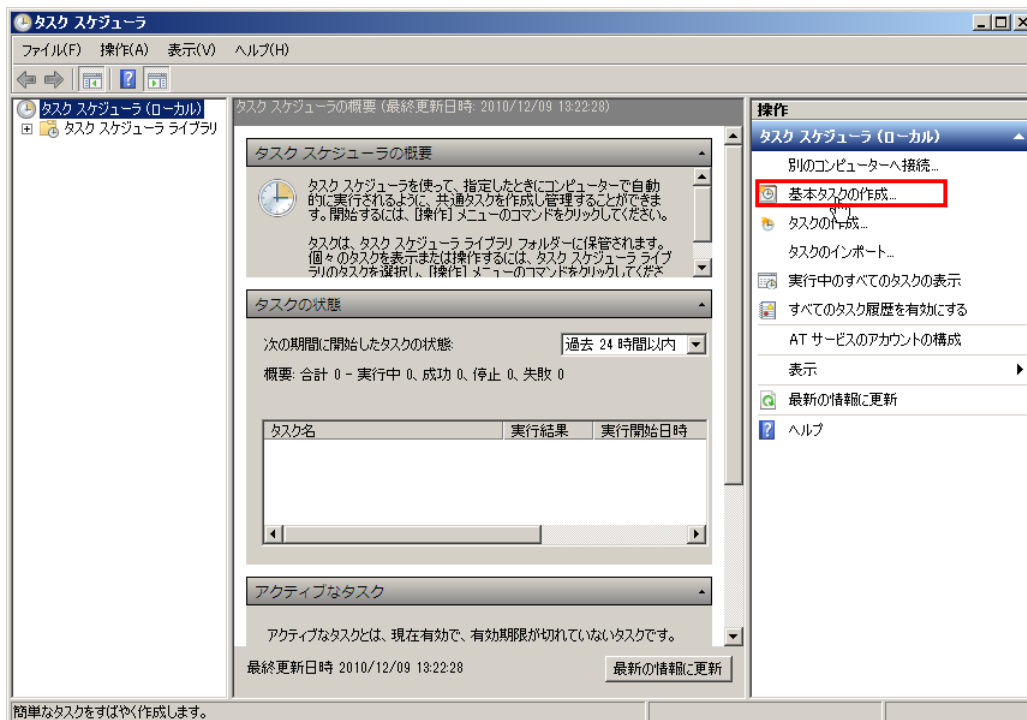 タスク スケジューラ
ファイル(F) 操作(A) 表示(V) ヘルプ(H)
タスク スケジューラ (ローカル)
タスク スケジューラ ライブラリ
タスク スケジューラの概要 (最終更新日時: 2010/12/09 13:22:28)
タスク スケジューラの概要
タスク スケジューラを使って、指定したときにコンピューターで自動
的に実行されるように、共通タスクを作成し管理することができま
す。開始するには、[操作] メニューのコマンドをクリックしてください。
タスクは、タスク スケジューラ ライブラリ フォルダーに保管されます。
個々のタスクを表示または操作するには、タスク スケジューラ ライブ
ラリのタスクを選択し、[操作] メニューのコマンドをクリックしてくださ
タスクの状態
次の期間に開始したタスクの状態:
過去 24 時間以内
概要: 合計 0 - 実行中 0、成功 0、停止 0、失敗 0
タスク名 実行結果 実行開始日時
アクティブなタスク
アクティブなタスクとは、現在有効で、有効期限が切れていないタスクです。
最終更新日時 2010/12/09 13:22:28
最新の情報に更新
操作
タスク スケジューラ (ローカル)
別のコンピューターへ接続...
基本タスクの作成...
タスクの作成...
タスクのインポート...
実行中のすべてのタスクの表示
すべてのタスク履歴を有効にする
AT サービスのアカウントの構成
表示
最新の情報に更新
ヘルプ
簡単なタスクをすばやく作成します。